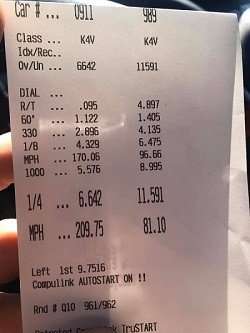 Car # ... 0911 989
Class ... K4V K4V
Idx/Rec..
Ov/Un ... 6642 11591
DIAL ...
R/T ... .095 4.897
60' ... 1.122 1.405
330 ... 2.896 4.135
1/8 ... 4.329 6.475
MPH ... 170.06 96.66
1000 ... 5.576 8.995
1/4 ... 6.642 11.591
MPH ... 209.75 81.10
Left 1st 9.7516
Compulink AUTOSTART ON !!
Rnd # Q10 961/962
TruSTART